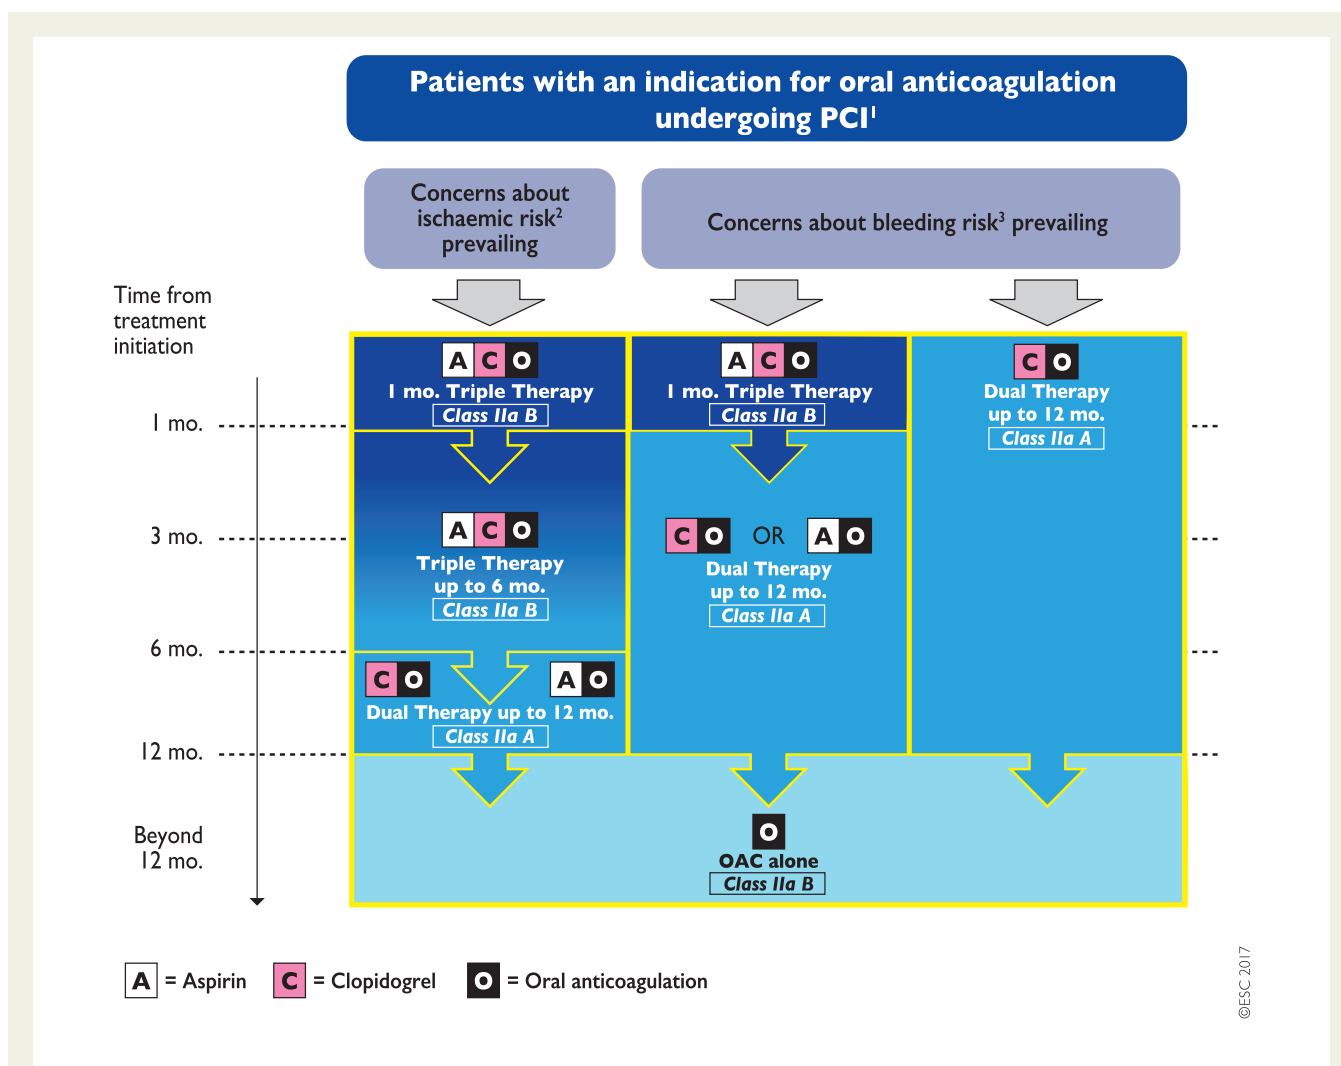 Patients with an indication for oral anticoagulation
undergoing PCI¹
Concerns about
ischaemic risk²
prevailing
Concerns about bleeding risk³ prevailing
Time from
treatment
initiation
A C O
1 mo. Triple Therapy
Class IIa B
A C O
1 mo. Triple Therapy
Class IIa B
C O
Dual Therapy
up to 12 mo.
Class IIa A
1 mo.
3 mo.
A C O
Triple Therapy
up to 6 mo.
Class IIa B
C O OR A O
Dual Therapy
up to 12 mo.
Class IIa A
6 mo.
C O A O
Dual Therapy up to 12 mo.
Class IIa A
12 mo.
Beyond
12 mo.
O
OAC alone
Class IIa B
A = Aspirin C = Clopidogrel O = Oral anticoagulation
©ESC 2017